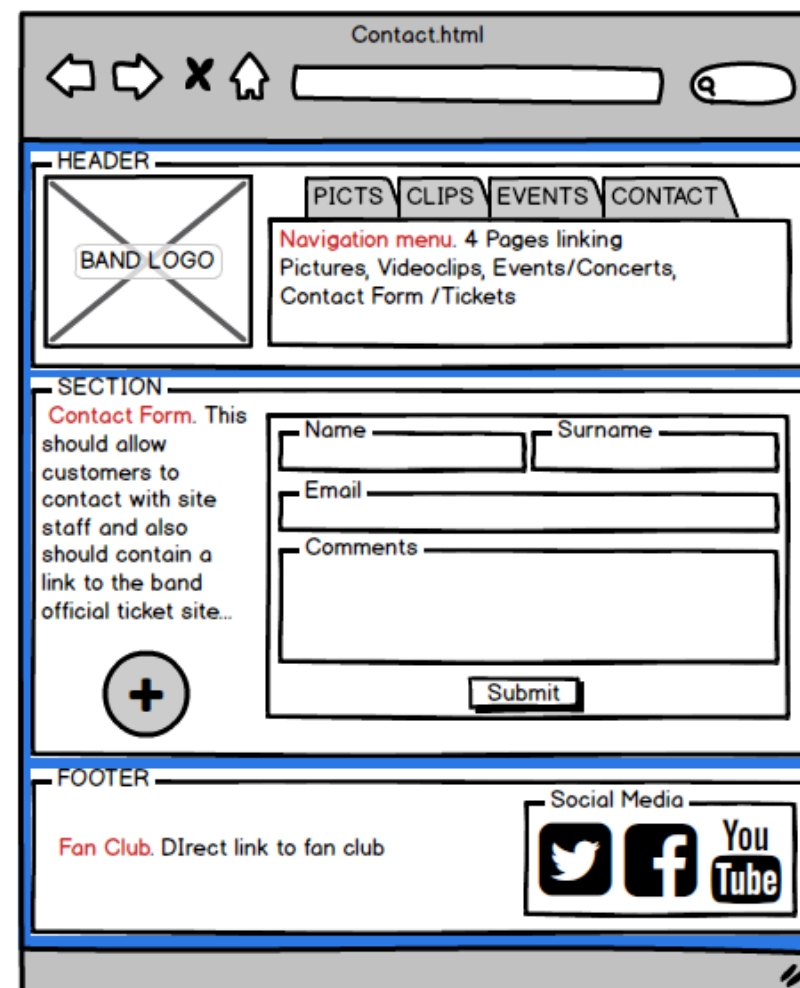 Contact.html
HEADER
BAND LOGO
PICTS CLIPS EVENTS CONTACT
Navigation menu. 4 Pages linking
Pictures, Videoclips, Events/Concerts,
Contact Form /Tickets
SECTION
Contact Form. This
should allow
customers to
contact with site
staff and also
should contain a
link to the band
official ticket site...
Name Surname
Email
Comments
Submit
FOOTER
Fan Club. DIrect link to fan club
Social Media
You
Tube